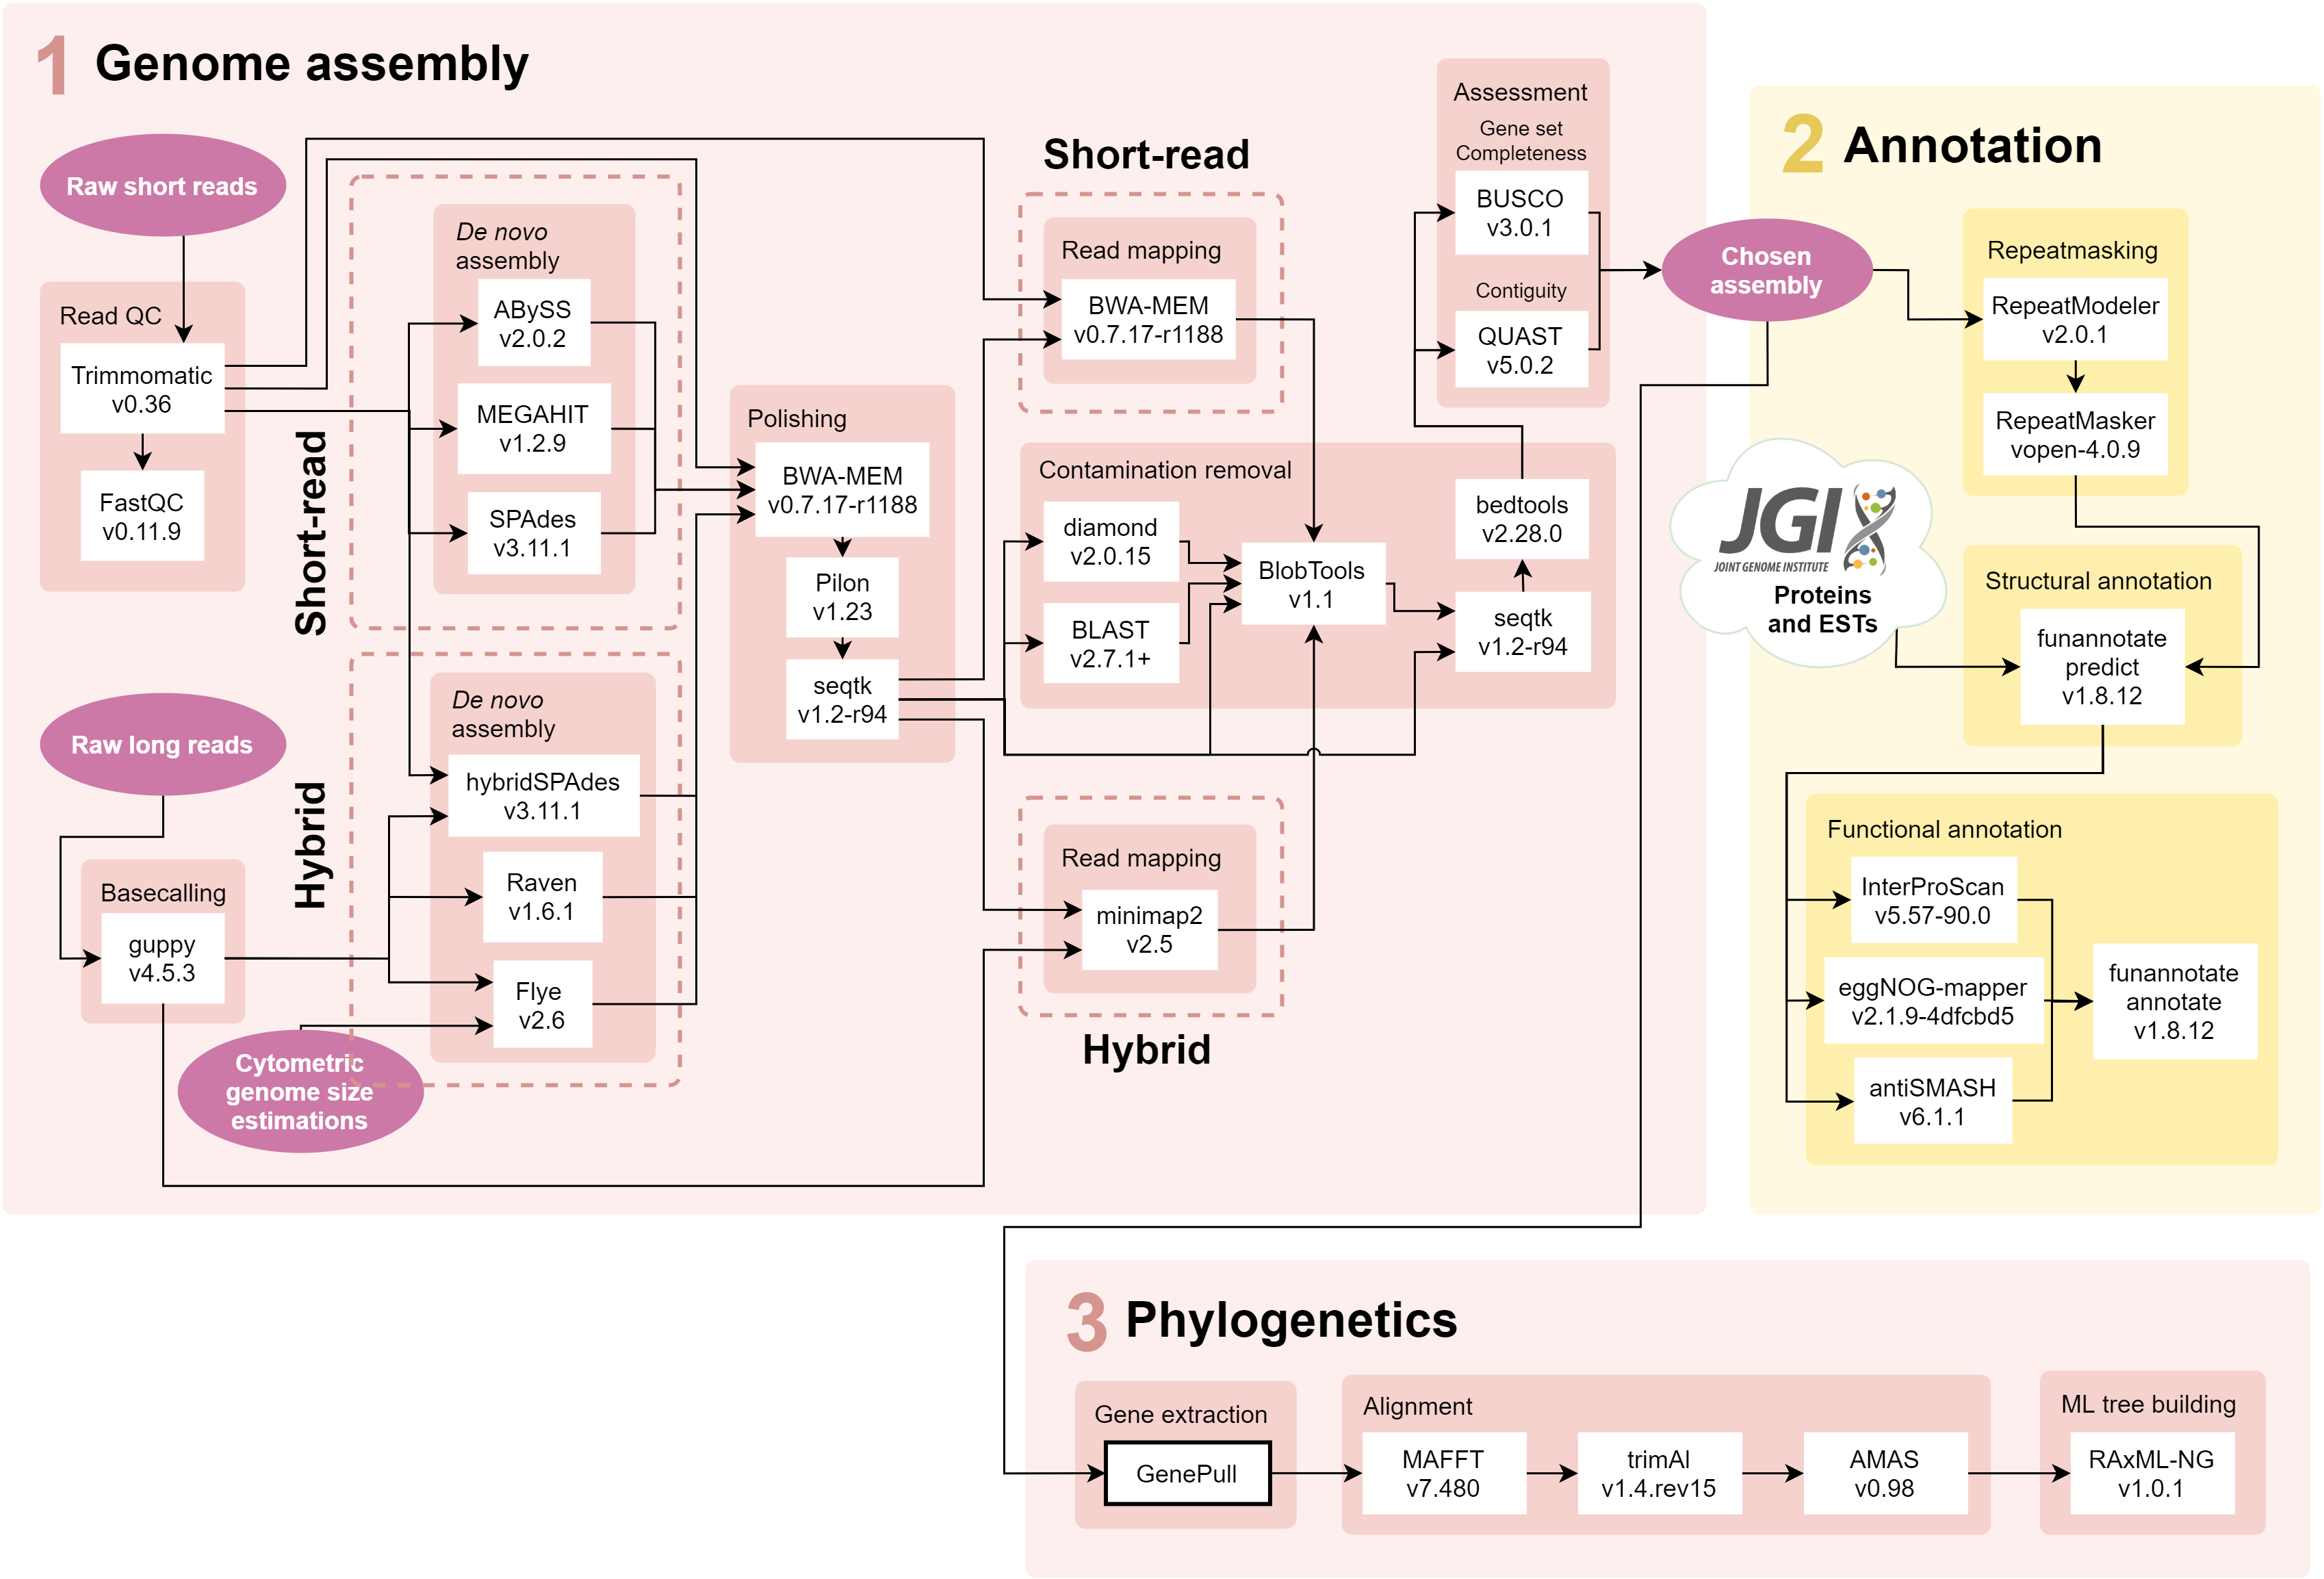 1 Genome assembly
Raw short reads
Read QC
Trimmomatic
v0.36
FastQC
v0.11.9
Short-read
De novo
assembly
ABySS
v2.0.2
MEGAHIT
v1.2.9
SPAdes
v3.11.1
Raw long reads
Basecalling
guppy
v4.5.3
Cytometric
genome size
estimations
Hybrid
De novo
assembly
hybridSPAdes
v3.11.1
Raven
v1.6.1
Flye
v2.6
Polishing
BWA-MEM
v0.7.17-r1188
Pilon
v1.23
seqtk
v1.2-r94
Short-read
Read mapping
BWA-MEM
v0.7.17-r1188
Contamination removal
diamond
v2.0.15
BLAST
v2.7.1+
BlobTools
v1.1
bedtools
v2.28.0
seqtk
v1.2-r94
Read mapping
minimap2
v2.5
Hybrid
Assessment
Gene set
Completeness
BUSCO
v3.0.1
Contiguity
QUAST
v5.0.2
Chosen
assembly
2 Annotation
Repeatmasking
RepeatModeler
v2.0.1
RepeatMasker
vopen-4.0.9
JGI
JOINT GENOME INSTITUTE
Proteins
and ESTs
Structural annotation
funannotate
predict
v1.8.12
Functional annotation
InterProScan
v5.57-90.0
eggNOG-mapper
v2.1.9-4dfcbd5
antiSMASH
v6.1.1
funannotate
annotate
v1.8.12
3 Phylogenetics
Gene extraction
GenePull
Alignment
MAFFT
v7.480
trimAl
v1.4.rev15
AMAS
v0.98
ML tree building
RAxML-NG
v1.0.1